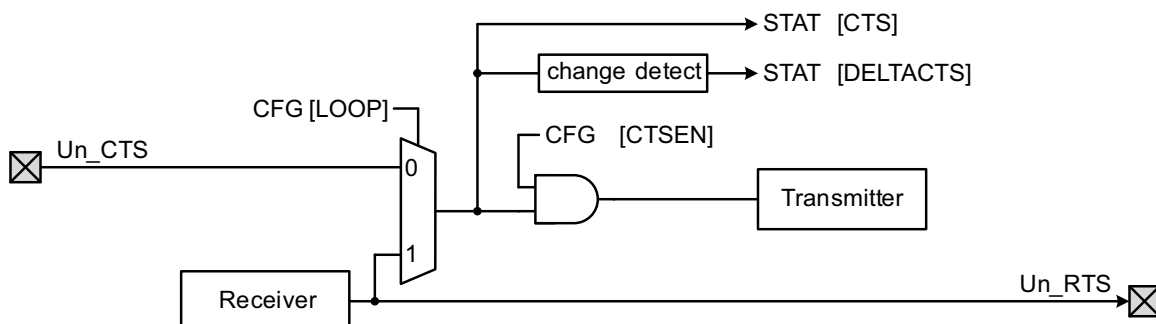 STAT [CTS]
change detect
STAT [DELTACTS]
CFG [LOOP]
CFG [CTSEN]
Un_CTS
0
Transmitter
1
Un_RTS
Receiver